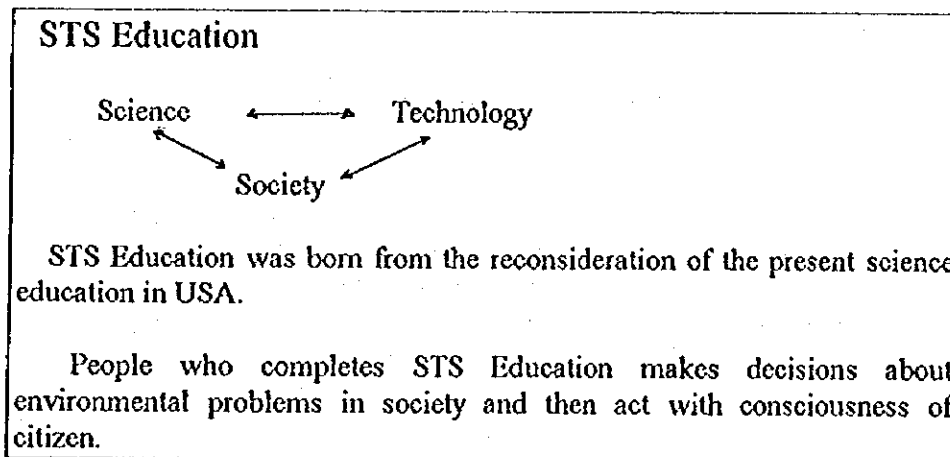 STS Education
Science Technology
Society
STS Education was born from the reconsideration of the present science
education in USA.
People who completes STS Education makes decisions about
environmental problems in society and then act with consciousness of
citizen.